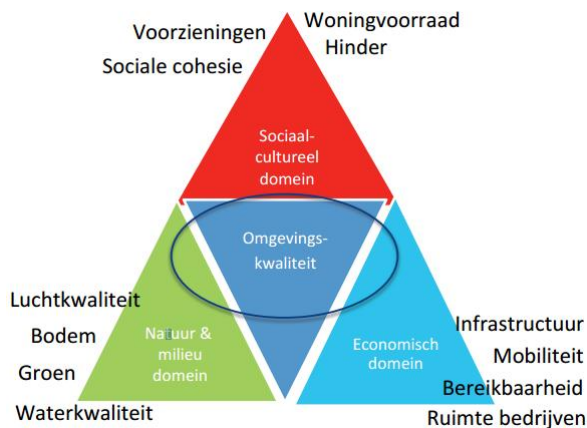 Voorzieningen
Woningvoorraad
Sociale cohesie
Hinder
Sociaal-
cultureel
domein
Omgevings-
kwaliteit
Luchtkwaliteit
Bodem
Groen
Waterkwaliteit
Natuur &
milieu
domein
Economisch
domein
Infrastructuur
Mobiliteit
Bereikbaarheid
Ruimte bedrijven